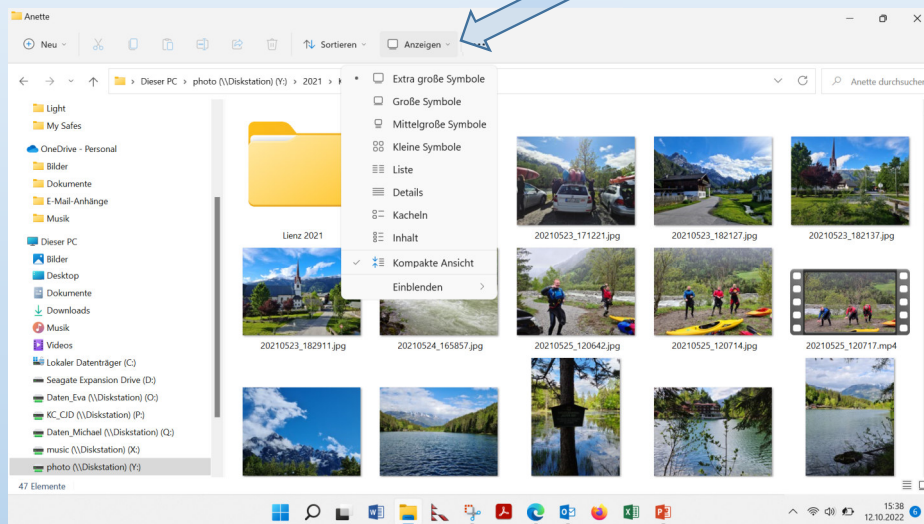 Anette
Neu
Sortieren
Anzeigen
Dieser PC > photo (\\Diskstation) (Y:) > 2021 >
Anette durchsuchen
Extra große Symbole
Große Symbole
Mittelgroße Symbole
Kleine Symbole
Liste
Details
Kacheln
Inhalt
Kompakte Ansicht
Einblenden
Light
My Safes
OneDrive - Personal
Bilder
Dokumente
E-Mail-Anhänge
Musik
Dieser PC
Bilder
Desktop
Dokumente
Downloads
Musik
Videos
Lokaler Datenträger (C:)
Seagate Expansion Drive (D:)
Daten_Eva (\\Diskstation) (O:)
KC_CJD (\\Diskstation) (P:)
Daten_Michael (\\Diskstation) (Q:)
music (\\Diskstation) (X:)
photo (\\Diskstation) (Y:)
Lienz 2021
20210523_171221.jpg
20210523_182127.jpg
20210523_182137.jpg
20210523_182911.jpg
20210524_165857.jpg
20210525_120642.jpg
20210525_120714.jpg
20210525_120717.mp4
47 Elemente
15:38
12.10.2022
6